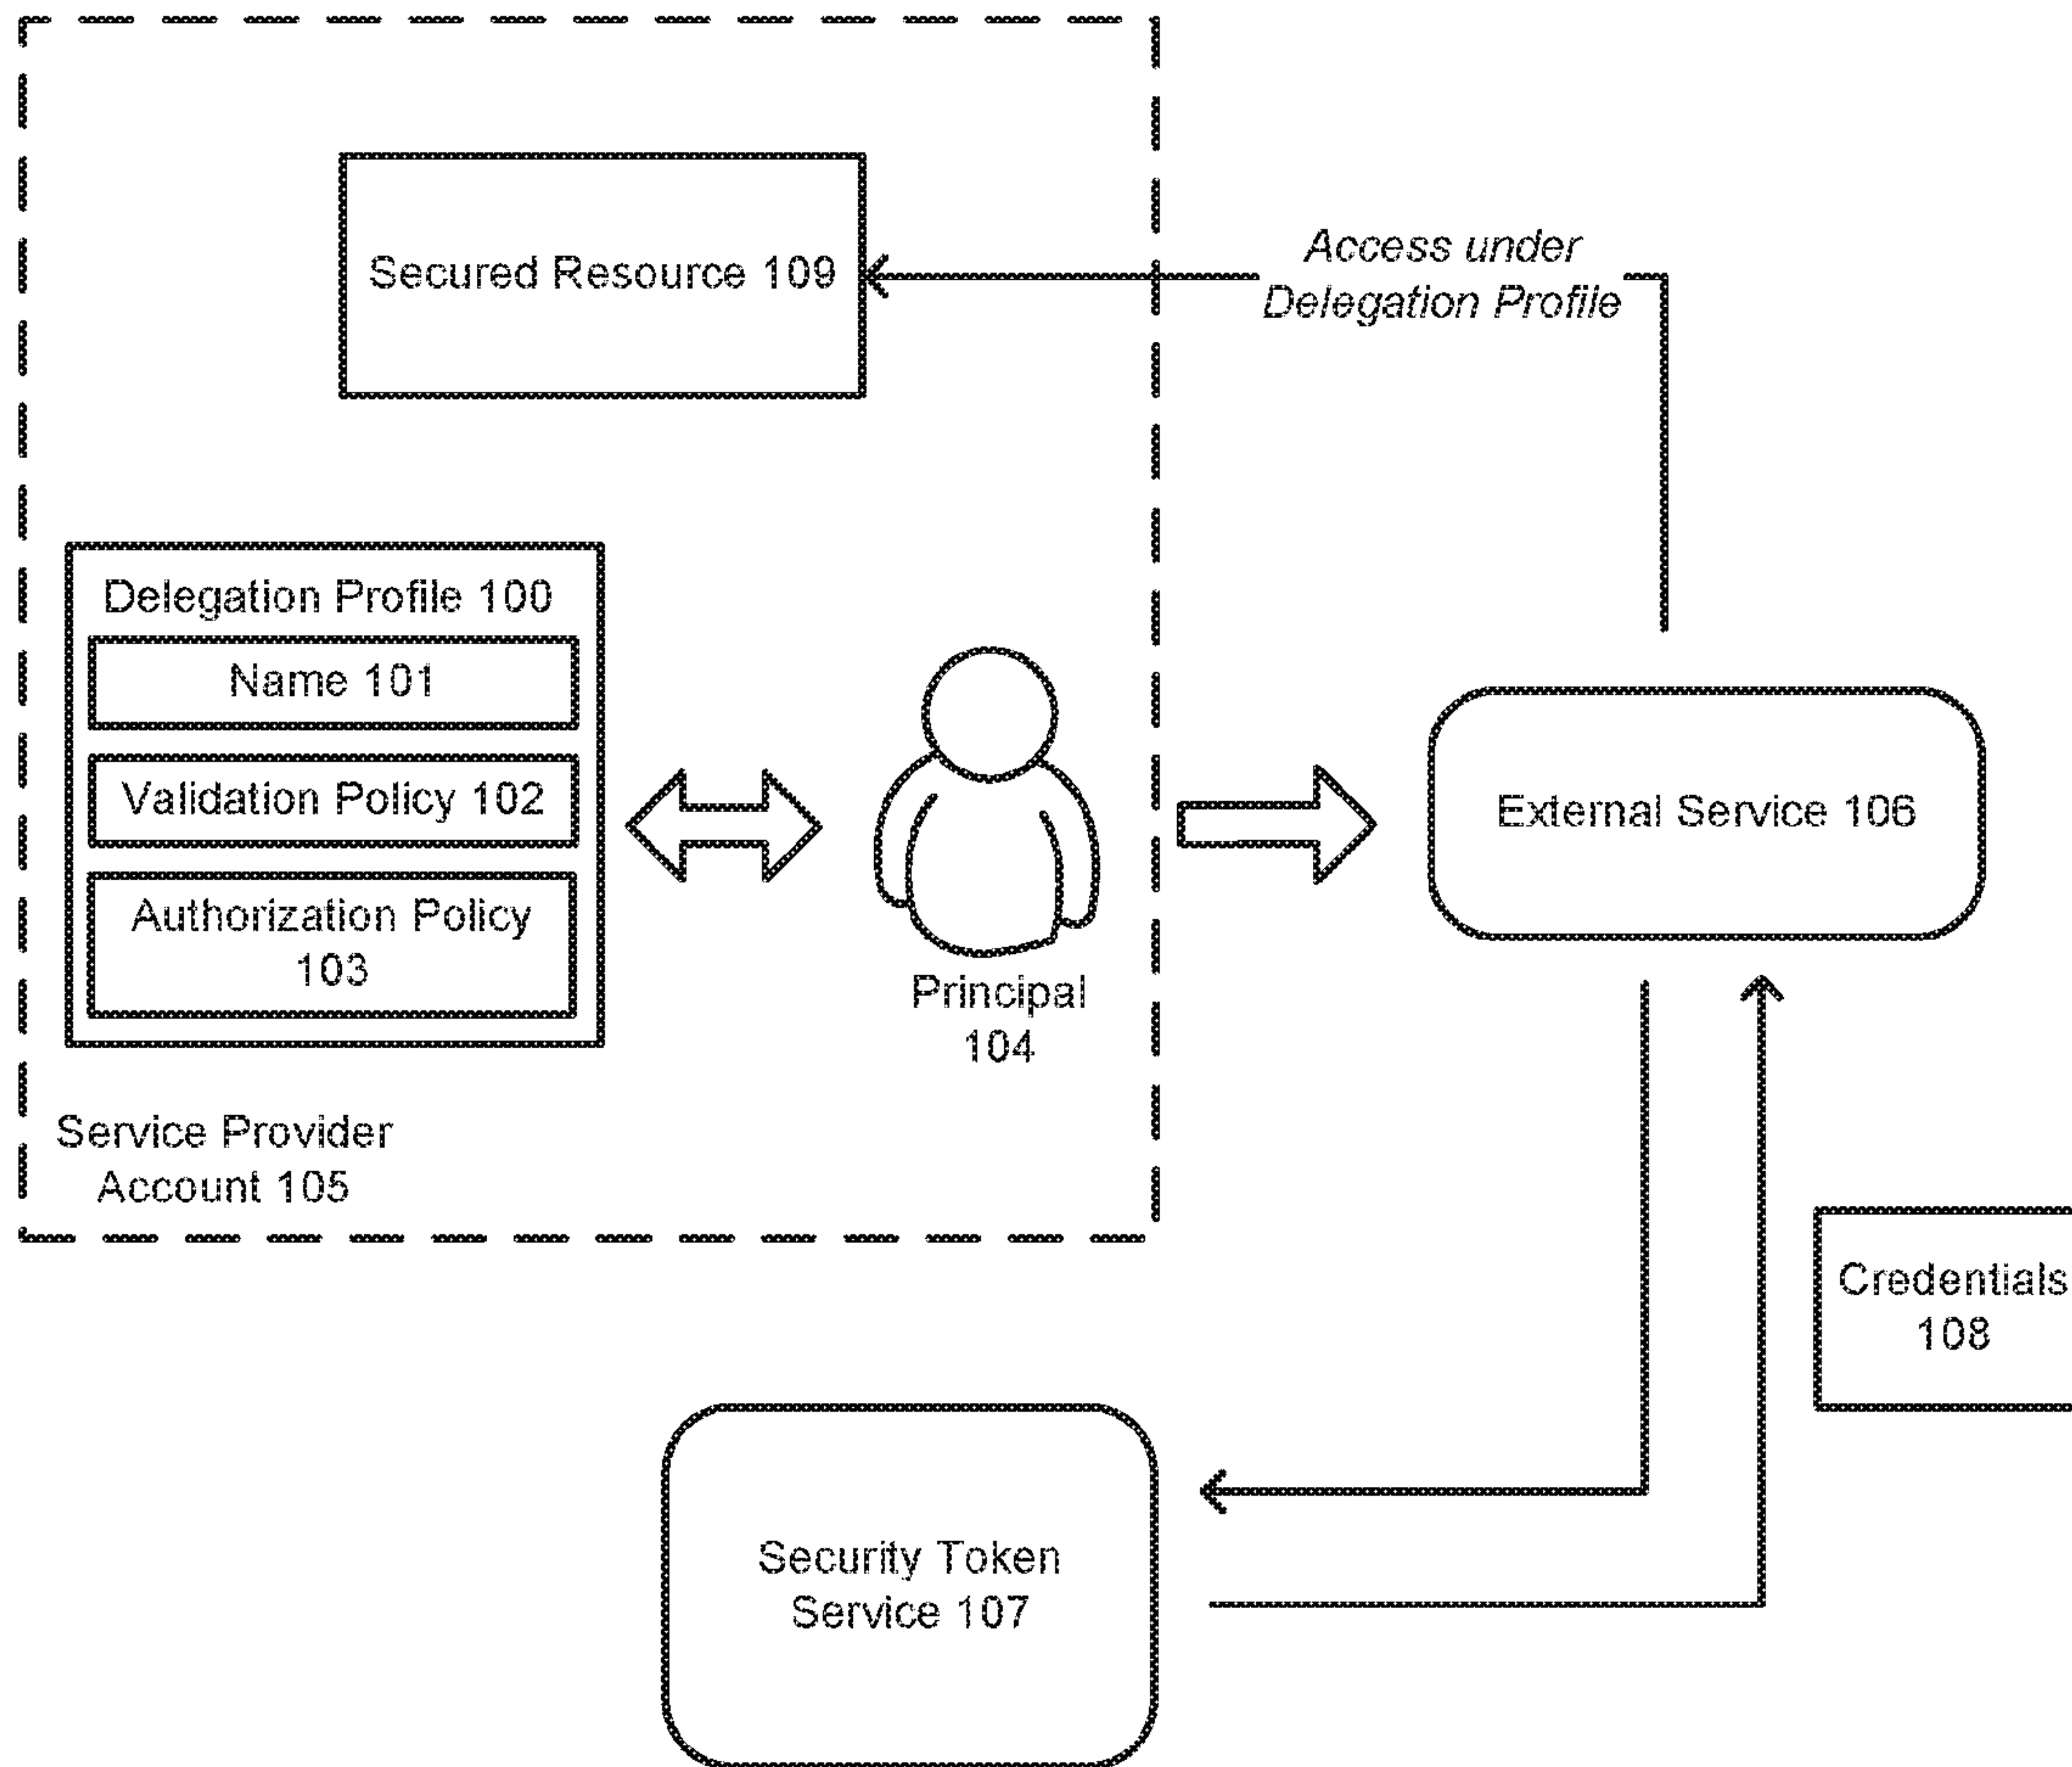 Access under
Delegation Profile
Secured Resource 109
Delegation Profile 100
Name 101
Validation Policy 102
Authorization Policy
103
Principal
104
External Service 106
Service Provider
Account 105
Credentials
108
Security Token
Service 107